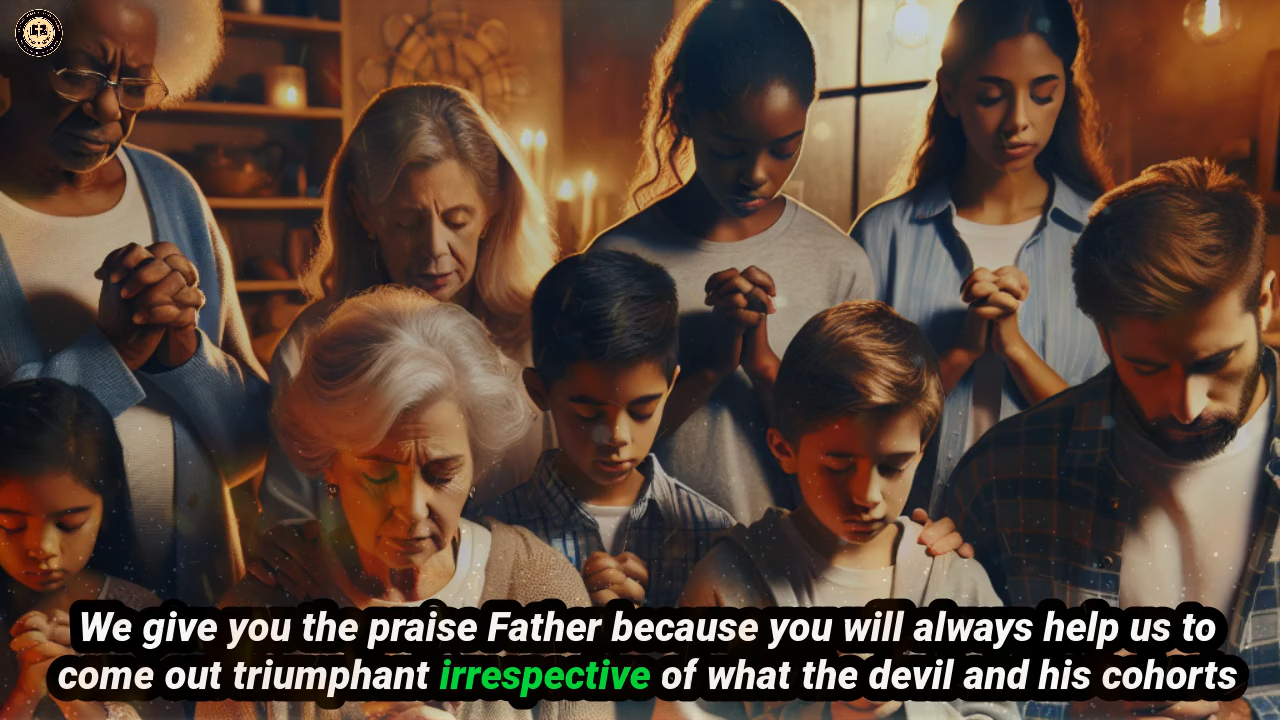 We give you the praise Father because you will always help us to
come out triumphant irrespective of what the devil and his cohorts